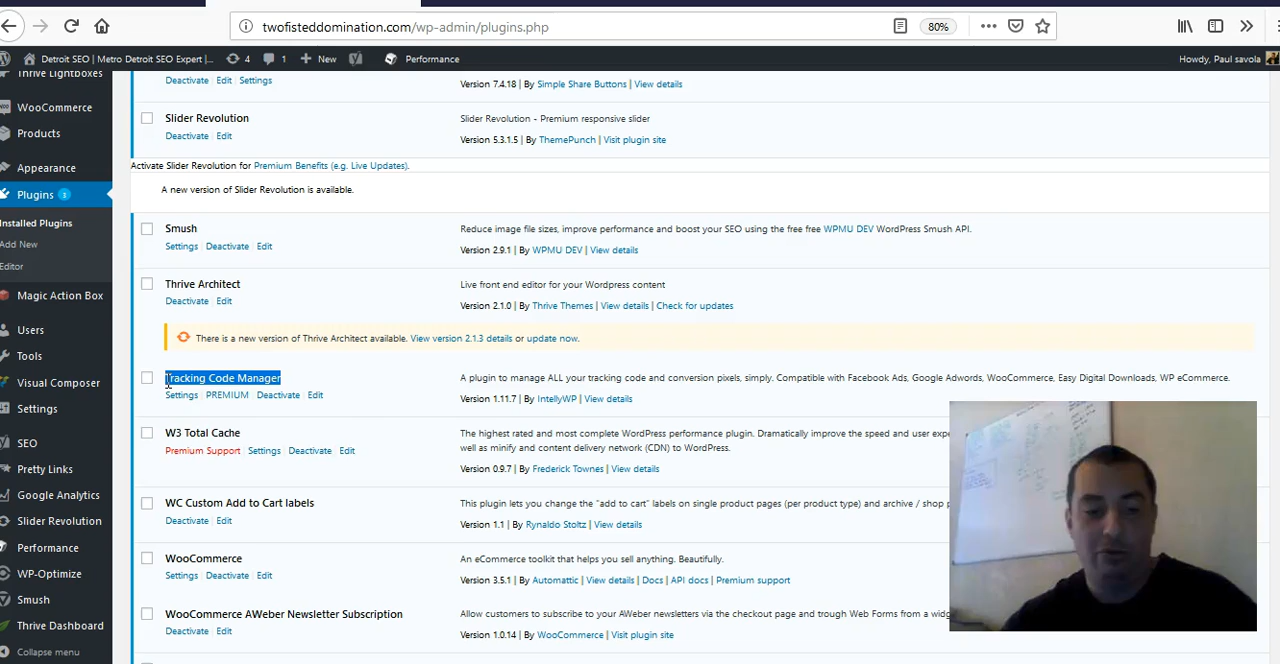 twofisteddomination.com/wp-admin/plugins.php
80%
Detroit SEO | Metro Detroit SEO Expert |...
4
1
New
Performance
Howdy, Paul savola
Thrive Lightboxes
WooCommerce
Products
Appearance
Plugins 3
Installed Plugins
Add New
Editor
Magic Action Box
Users
Tools
Visual Composer
Settings
SEO
Pretty Links
Google Analytics
Slider Revolution
Performance
WP-Optimize
Smush
Thrive Dashboard
Collapse menu
Deactivate | Edit | Settings
Version 7.4.18 | By Simple Share Buttons | View details
Slider Revolution
Deactivate | Edit
Slider Revolution - Premium responsive slider
Version 5.3.1.5 | By ThemePunch | Visit plugin site
Activate Slider Revolution for Premium Benefits (e.g. Live Updates).
A new version of Slider Revolution is available.
Smush
Settings | Deactivate | Edit
Reduce image file sizes, improve performance and boost your SEO using the free free WPMU DEV WordPress Smush API.
Version 2.9.1 | By WPMU DEV | View details
Thrive Architect
Deactivate | Edit
Live front end editor for your Wordpress content
Version 2.1.0 | By Thrive Themes | View details | Check for updates
There is a new version of Thrive Architect available. View version 2.1.3 details or update now.
Tracking Code Manager
Settings | PREMIUM | Deactivate | Edit
A plugin to manage ALL your tracking code and conversion pixels, simply. Compatible with Facebook Ads, Google Adwords, WooCommerce, Easy Digital Downloads, WP eCommerce.
Version 1.11.7 | By IntellyWP | View details
W3 Total Cache
Premium Support | Settings | Deactivate | Edit
The highest rated and most complete WordPress performance plugin. Dramatically improve the speed and user exp
well as minify and content delivery network (CDN) to WordPress.
Version 0.9.7 | By Frederick Townes | View details
WC Custom Add to Cart labels
Deactivate | Edit
This plugin lets you change the "add to cart" labels on single product pages (per product type) and archive / shop p
Version 1.1 | By Rynaldo Stoltz | View details
WooCommerce
Settings | Deactivate | Edit
An eCommerce toolkit that helps you sell anything. Beautifully.
Version 3.5.1 | By Automattic | View details | Docs | API docs | Premium support
WooCommerce AWeber Newsletter Subscription
Deactivate | Edit
Allow customers to subscribe to your AWeber newsletters via the checkout page and trough Web Forms from a widg
Version 1.0.14 | By WooCommerce | Visit plugin site